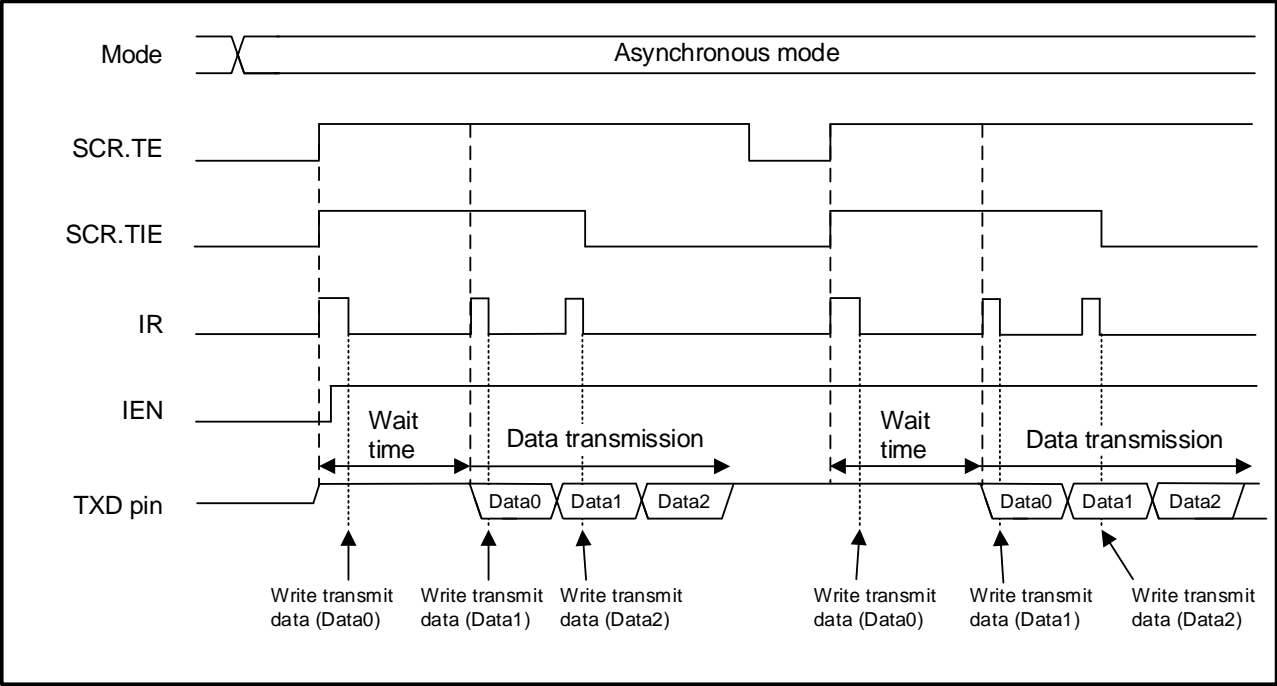 Mode
Asynchronous mode
SCR.TE
SCR.TIE
IR
IEN
Wait
time
Data transmission
Wait
time
Data transmission
TXD pin
Data0
Data1
Data2
Data0
Data1
Data2
Write transmit
data (Data0)
Write transmit
data (Data1)
Write transmit
data (Data2)
Write transmit
data (Data0)
Write transmit
data (Data1)
Write transmit
data (Data2)